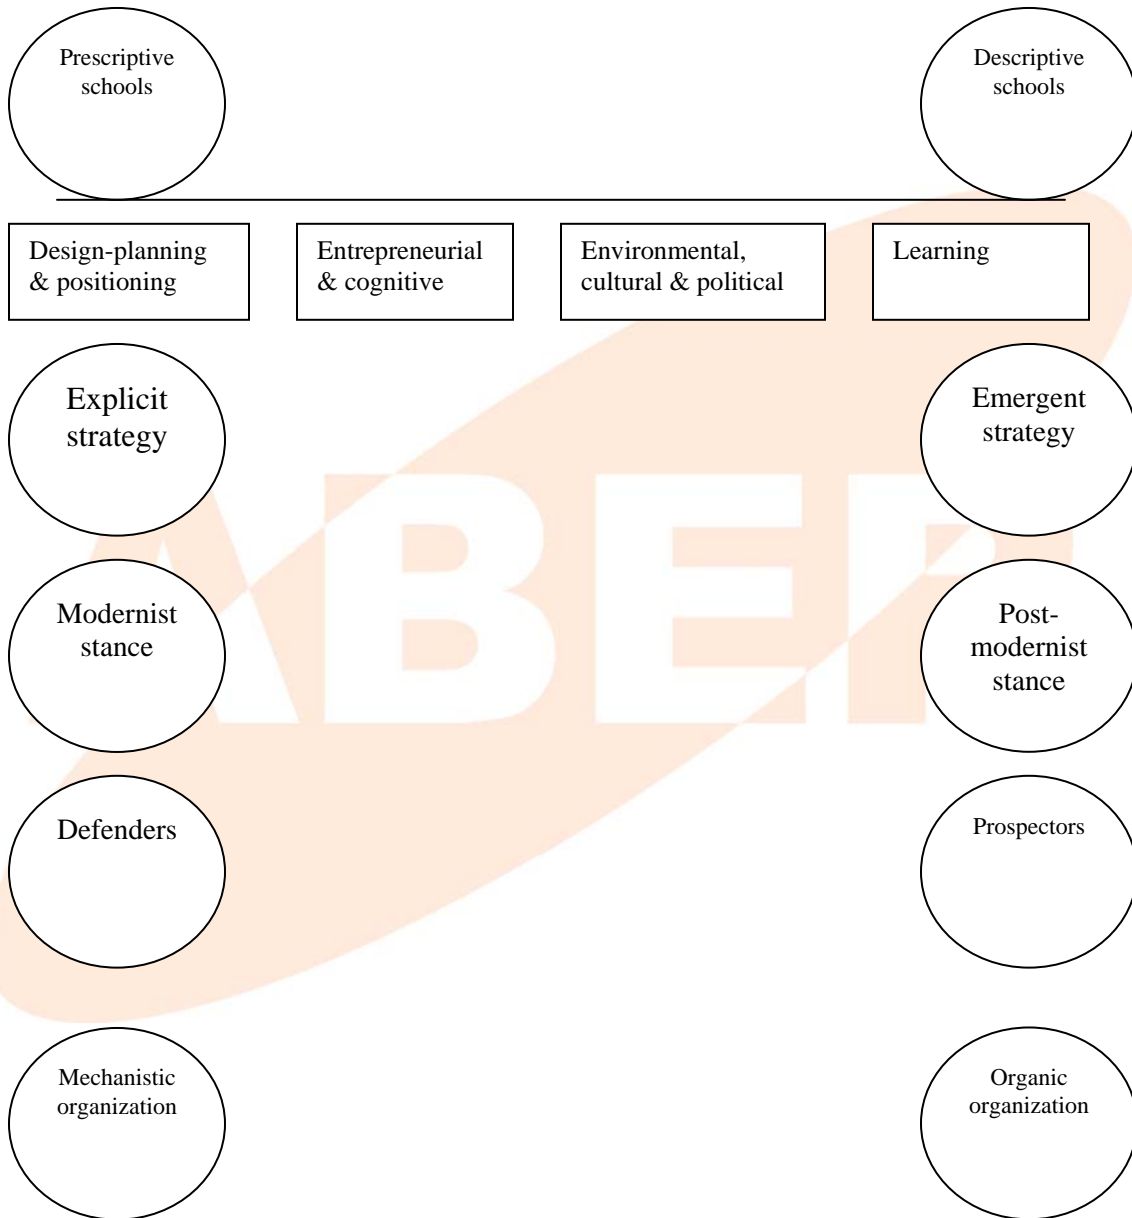 Prescriptive
schools
Descriptive
schools
Design-planning
& positioning
Entrepreneurial
& cognitive
Environmental,
cultural & political
Learning
Explicit
strategy
Emergent
strategy
Modernist
stance
Post-
modernist
stance
Defenders
Prospectors
Mechanistic
organization
Organic
organization
ABEP